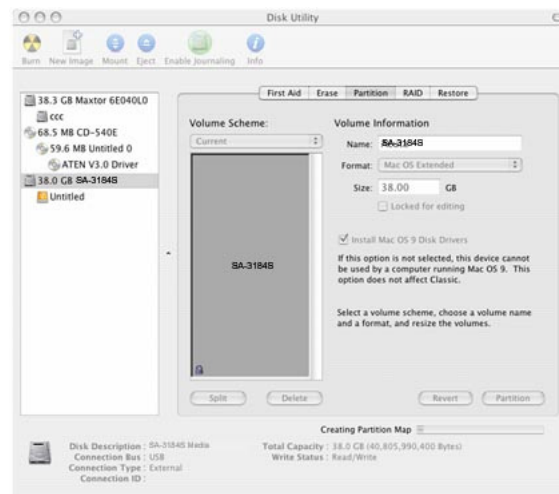 Disk Utility
Burn New Image Mount Eject Enable Journaling Info
38.3 GB Maxtor 6E040L0
ccc
68.5 MB CD-540E
59.6 MB Untitled 0
ATEN V3.0 Driver
38.0 GB SA-3184S
Untitled
First Aid Erase Partition RAID Restore
Volume Scheme:
Current
SA-3184S
Split Delete
Volume Information
Name: SA-3184S
Format: Mac OS Extended
Size: 38.00 GB
Locked for editing
Install Mac OS 9 Disk Drivers
If this option is not selected, this device cannot
be used by a computer running Mac OS 9. This
option does not affect Classic.
Select a volume scheme, choose a volume name
and a format, and resize the volumes.
Revert Partition
Creating Partition Map
Disk Description : SA-3184S Media
Connection Bus : USB
Connection Type : External
Connection ID :
Total Capacity : 38.0 GB (40,805,990,400 Bytes)
Write Status : Read/Write